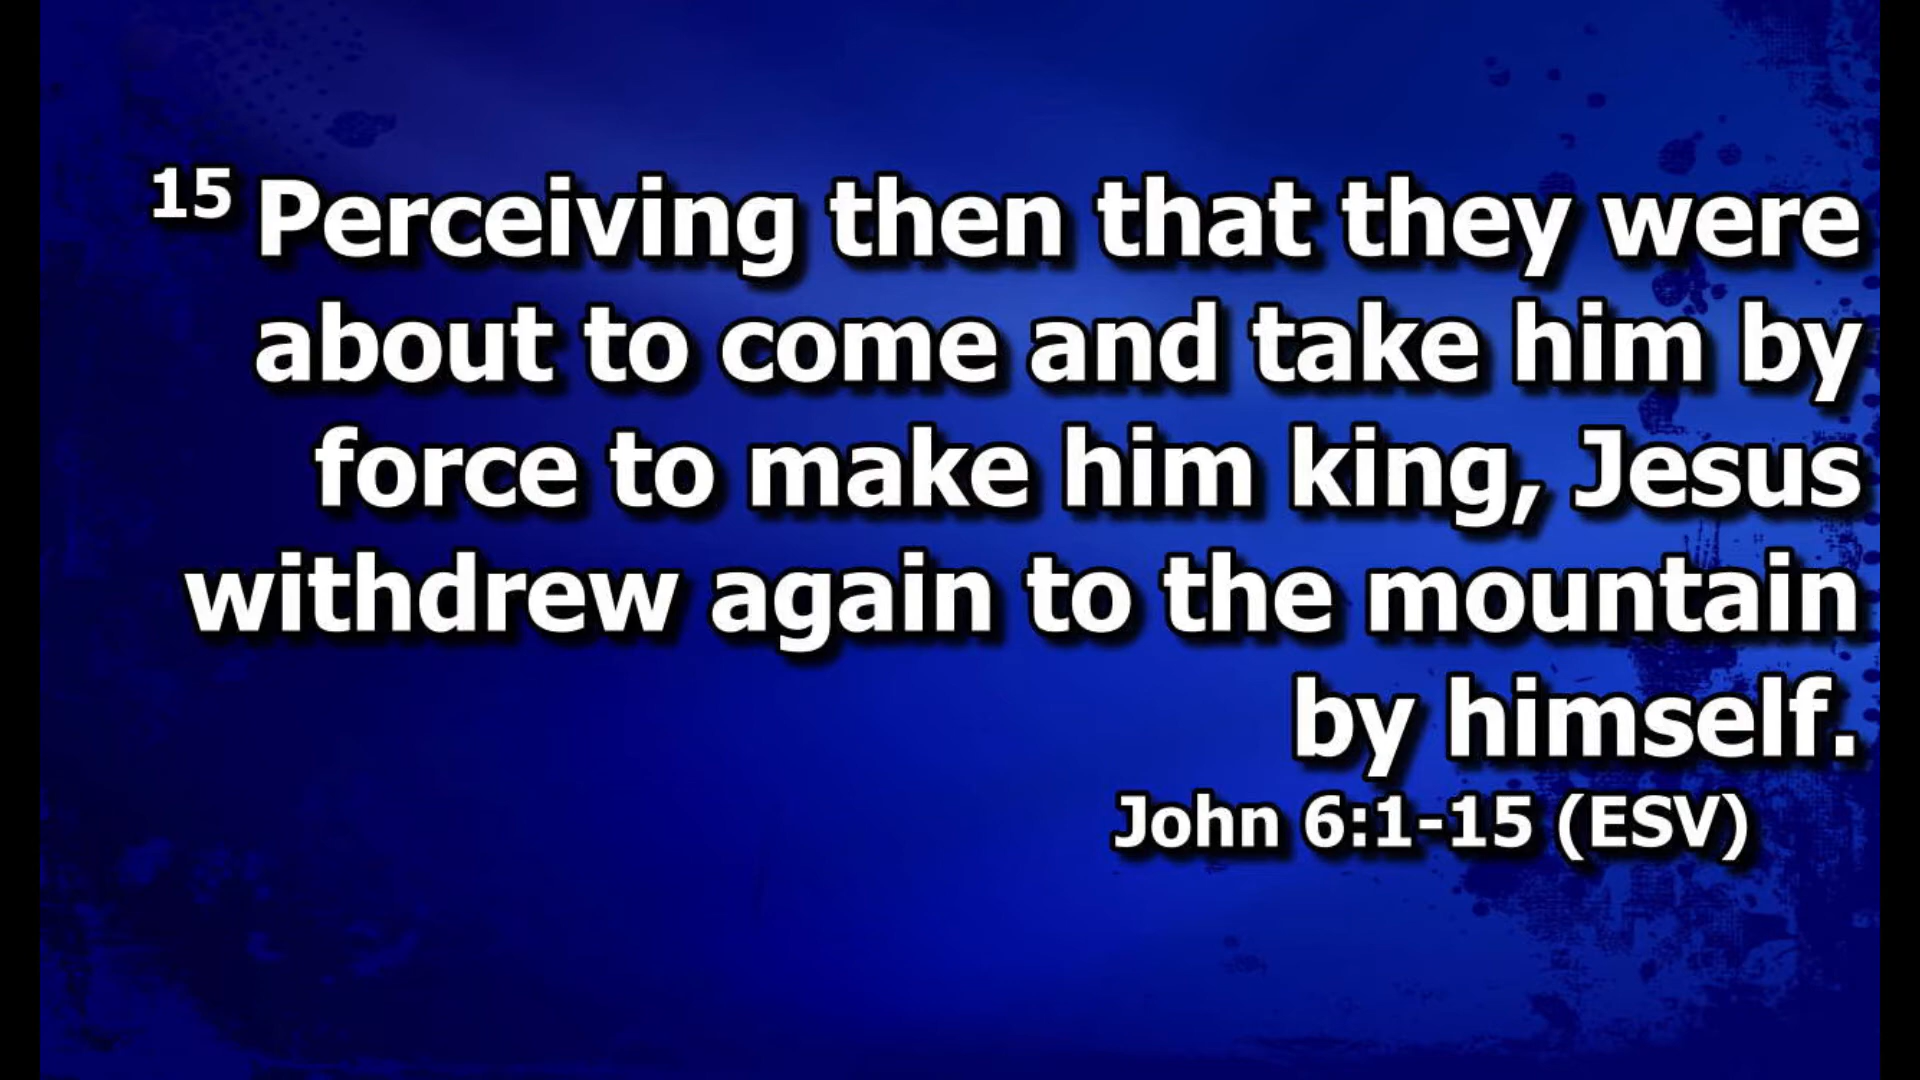 15 Perceiving then that they were
about to come and take him by
force to make him king, Jesus
withdrew again to the mountain
by himself.
John 6:1-15 (ESV)